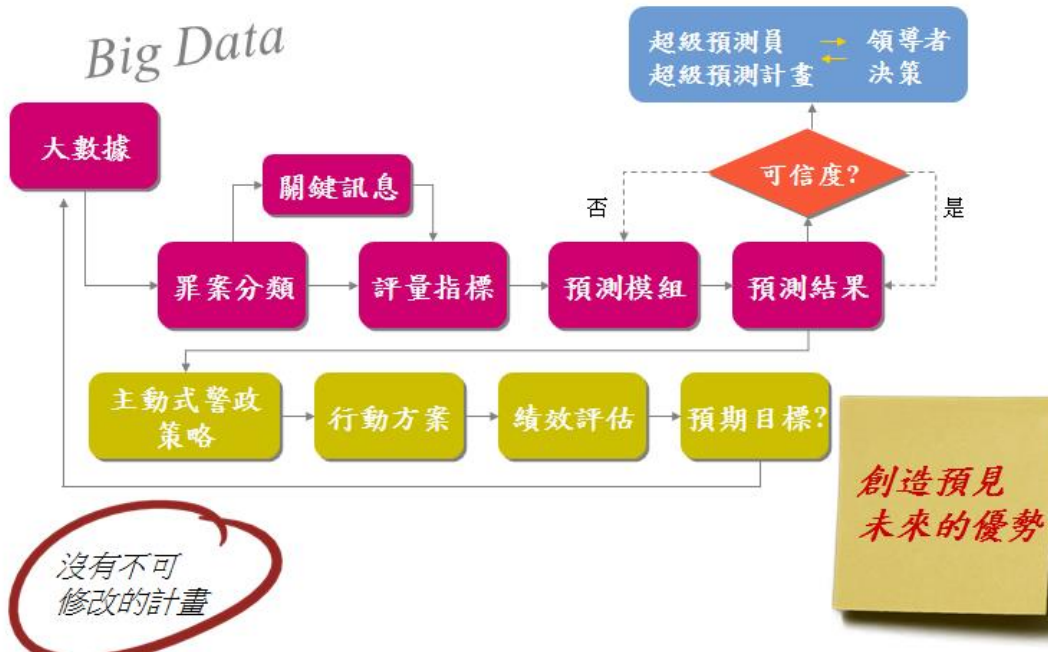 Big Data
超級預測員 領導者
超級預測計畫 決策
大數據
關鍵訊息
可信度?
否
是
罪案分類
評量指標
預測模組
預測結果
主動式警政
策略
行動方案
績效評估
預期目標?
創造預見
未來的優勢
沒有不可
修改的計畫